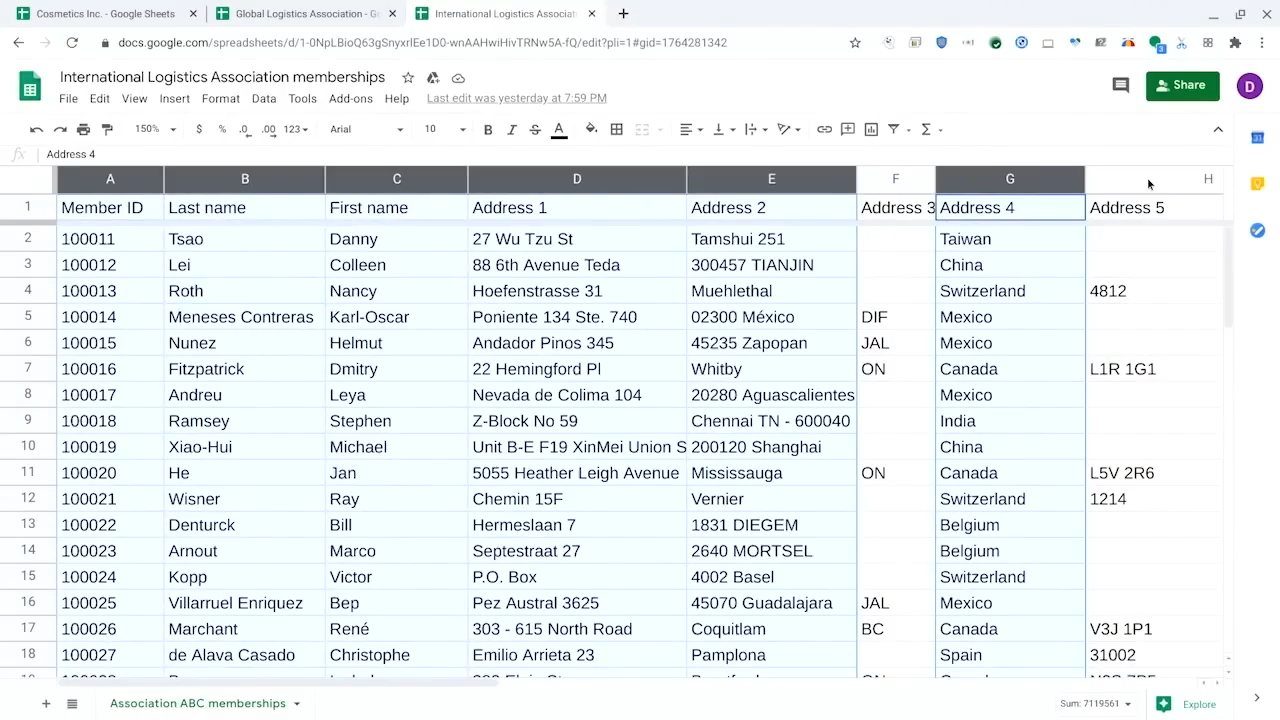 Cosmetics Inc. - Google Sheets
Global Logistics Association - G
International Logistics Associat
docs.google.com/spreadsheets/d/1-0NpLBioQ63gSnyxrlEe1D0-wnAAHwiHivTRNw5A-fQ/edit?pli=1#gid=1764281342
International Logistics Association memberships
File Edit View Insert Format Data Tools Add-ons Help Last edit was yesterday at 7:59 PM
Share
D
150% $ % .0 .00 123 Arial 10 B I S A
fx Address 4
A B C D E F G H
1 Member ID Last name First name Address 1 Address 2 Address 3 Address 4 Address 5
2 100011 Tsao Danny 27 Wu Tzu St Tamshui 251 Taiwan
3 100012 Lei Colleen 88 6th Avenue Teda 300457 TIANJIN China
4 100013 Roth Nancy Hoefenstrasse 31 Muehlethal Switzerland 4812
5 100014 Meneses Contreras Karl-Oscar Poniente 134 Ste. 740 02300 México DIF Mexico
6 100015 Nunez Helmut Andador Pinos 345 45235 Zapopan JAL Mexico
7 100016 Fitzpatrick Dmitry 22 Hemingford Pl Whitby ON Canada L1R 1G1
8 100017 Andreu Leya Nevada de Colima 104 20280 Aguascalientes Mexico
9 100018 Ramsey Stephen Z-Block No 59 Chennai TN - 600040 India
10 100019 Xiao-Hui Michael Unit B-E F19 XinMei Union S 200120 Shanghai China
11 100020 He Jan 5055 Heather Leigh Avenue Mississauga ON Canada L5V 2R6
12 100021 Wisner Ray Chemin 15F Vernier Switzerland 1214
13 100022 Denturck Bill Hermeslaan 7 1831 DIEGEM Belgium
14 100023 Arnout Marco Septestraat 27 2640 MORTSEL Belgium
15 100024 Kopp Victor P.O. Box 4002 Basel Switzerland
16 100025 Villarruel Enriquez Bep Pez Austral 3625 45070 Guadalajara JAL Mexico
17 100026 Marchant René 303 - 615 North Road Coquitlam BC Canada V3J 1P1
18 100027 de Alava Casado Christophe Emilio Arrieta 23 Pamplona Spain 31002
Association ABC memberships
Sum: 7119561
Explore